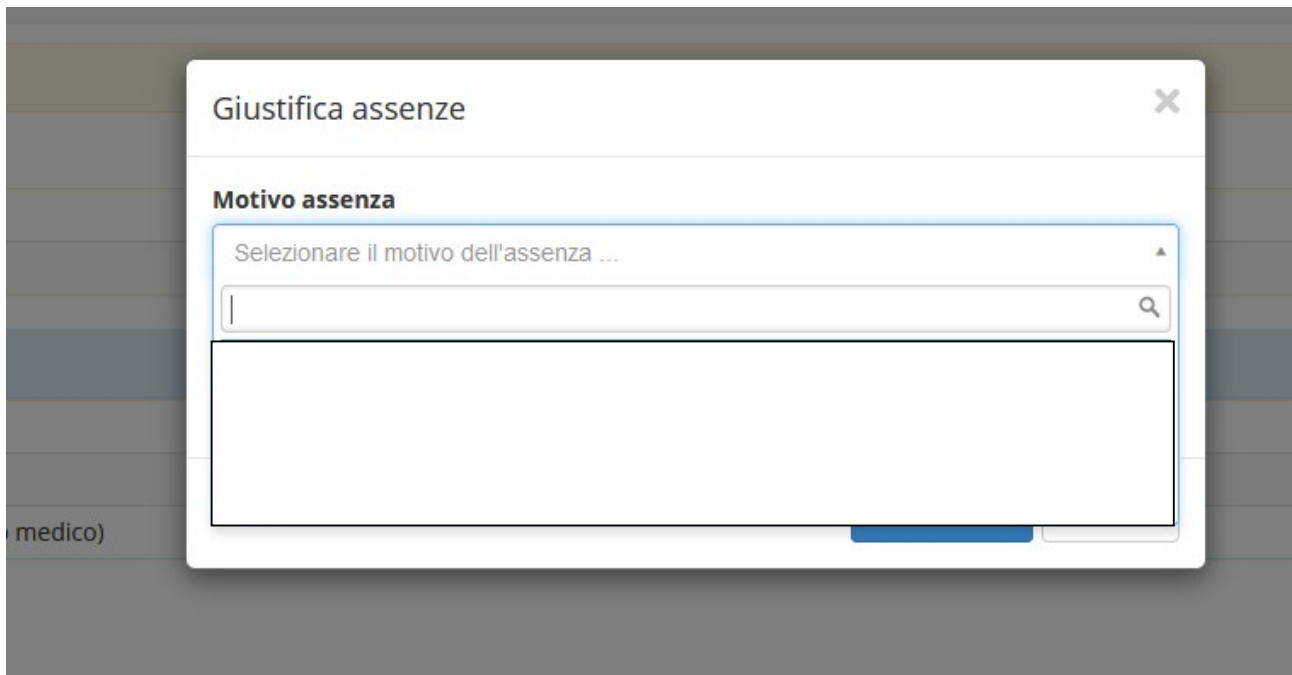 Giustifica assenze
Motivo assenza
Selezionare il motivo dell'assenza ...
medico)